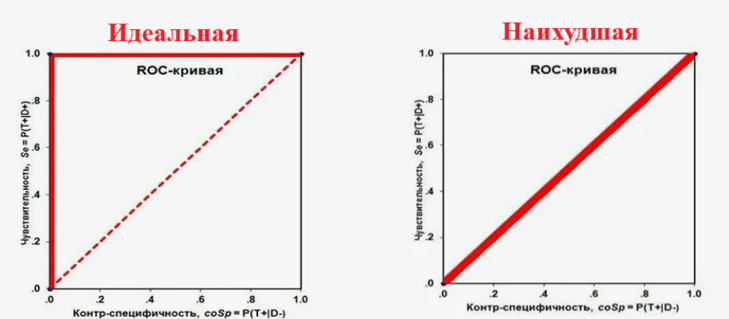 Идеальная
ROC-кривая
Чувствительность, Se = P(T+|D+)
1.0
.8
.6
.4
.2
.0
.0 .2 .4 .6 .8 1.0
Контр-специфичность, coSp = P(T+|D-)
Наихудшая
ROC-кривая
Чувствительность, Se = P(T+|D+)
1.0
.8
.6
.4
.2
.0
.0 .2 .4 .6 .8 1.0
Контр-специфичность, coSp = P(T+|D-)